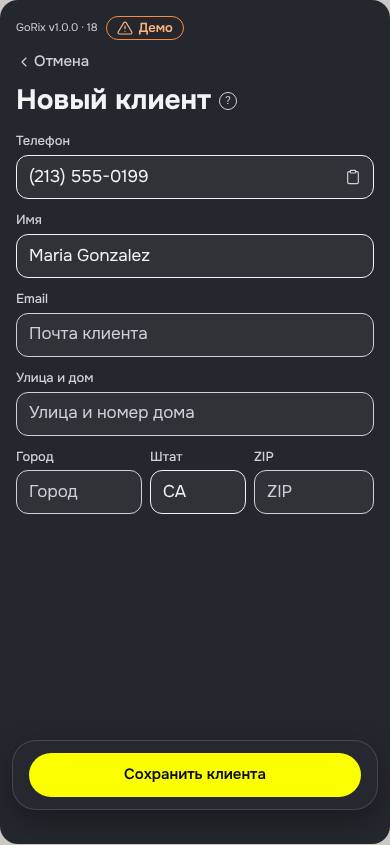 GoRix v1.0.0 · 18 Демо
Отмена
Новый клиент ?
Телефон
(213) 555-0199
Имя
Maria Gonzalez
Email
Почта клиента
Улица и дом
Улица и номер дома
Город Штат ZIP
Город CA ZIP
Сохранить клиента